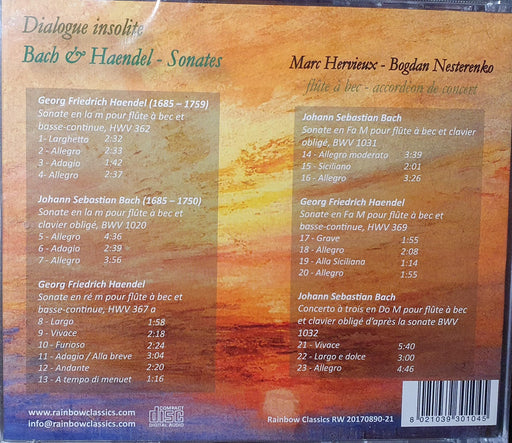 Dialogue insolite
Bach & Haendel - Sonates
Marc Hervieux - Bogdan Nesterenko
flûte à bec - accordéon de concert
Georg Friedrich Haendel (1685 – 1759)
Sonate en la m pour flûte à bec et
basse-continue, HWV 362
1- Larghetto 2:32
2 - Allegro 2:33
3 - Adagio 1:42
4- Allegro 2:37
Johann Sebastian Bach (1685 – 1750)
Sonate en la m pour flûte à bec et
clavier obligé, BWV 1020
5 - Allegro 4:36
6 - Adagio 2:39
7 - Allegro 3:56
Georg Friedrich Haendel
Sonate en ré m pour flûte à bec et
basse-continue, HWV 367 a
8 - Largo 1:58
9 - Vivace 2:18
10 - Furioso 2:24
11 - Adagio / Alla breve 3:04
12 - Andante 2:20
13 - A tempo di menuet 1:16
Johann Sebastian Bach
Sonate en Fa M pour flûte à bec et clavier
obligé, BWV 1031
14 - Allegro moderato 3:39
15 - Siciliano 2:01
16 - Allegro 3:26
Georg Friedrich Haendel
Sonate en Fa M pour flûte à bec et
basse-continue, HWV 369
17 - Grave 1:55
18 - Allegro 2:08
19 - Alla Siciliana 1:14
20 - Allegro 1:55
Johann Sebastian Bach
Concerto à trois en Do M pour flûte à bec
et clavier obligé d'après la sonate BWV
1032
21 - Vivace 5:40
22 - Largo e dolce 3:00
23 - Allegro 4:46
www.rainbowclassics.com
info@rainbowclassics.com
COMPACT
disc
DIGITAL AUDIO
Rainbow Classics RW 20170890-21
8 021039 301045